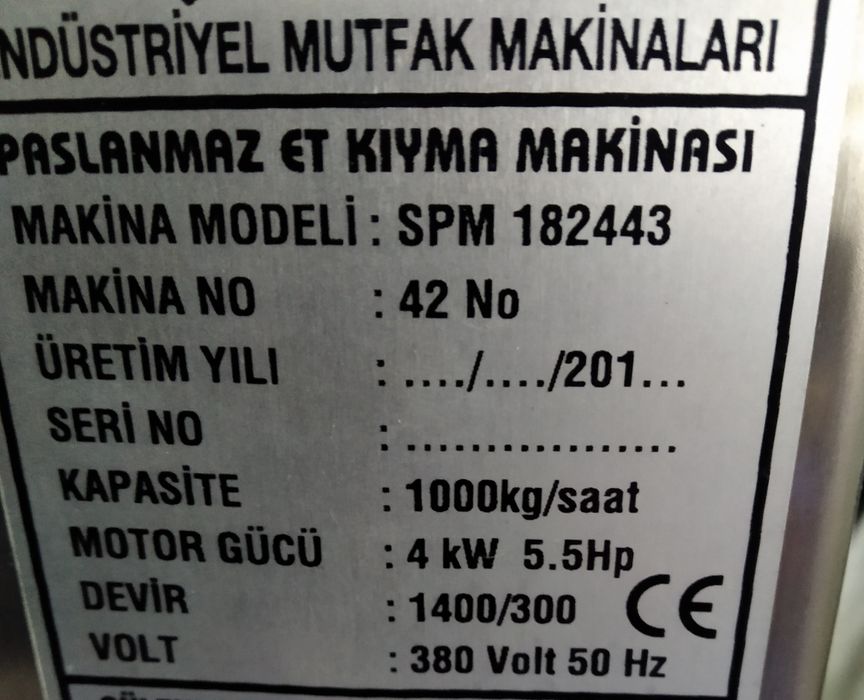 NDÜSTRİYEL MUTFAK MAKİNALARI
PASLANMAZ ET KIYMA MAKİNASI
MAKİNA MODELİ : SPM 182443
MAKİNA NO : 42 No
ÜRETİM YILI : ..../..../201...
SERİ NO : .................
KAPASİTE : 1000kg/saat
MOTOR GÜCÜ : 4 kW 5.5Hp
DEVİR : 1400/300 CE
VOLT : 380 Volt 50 Hz